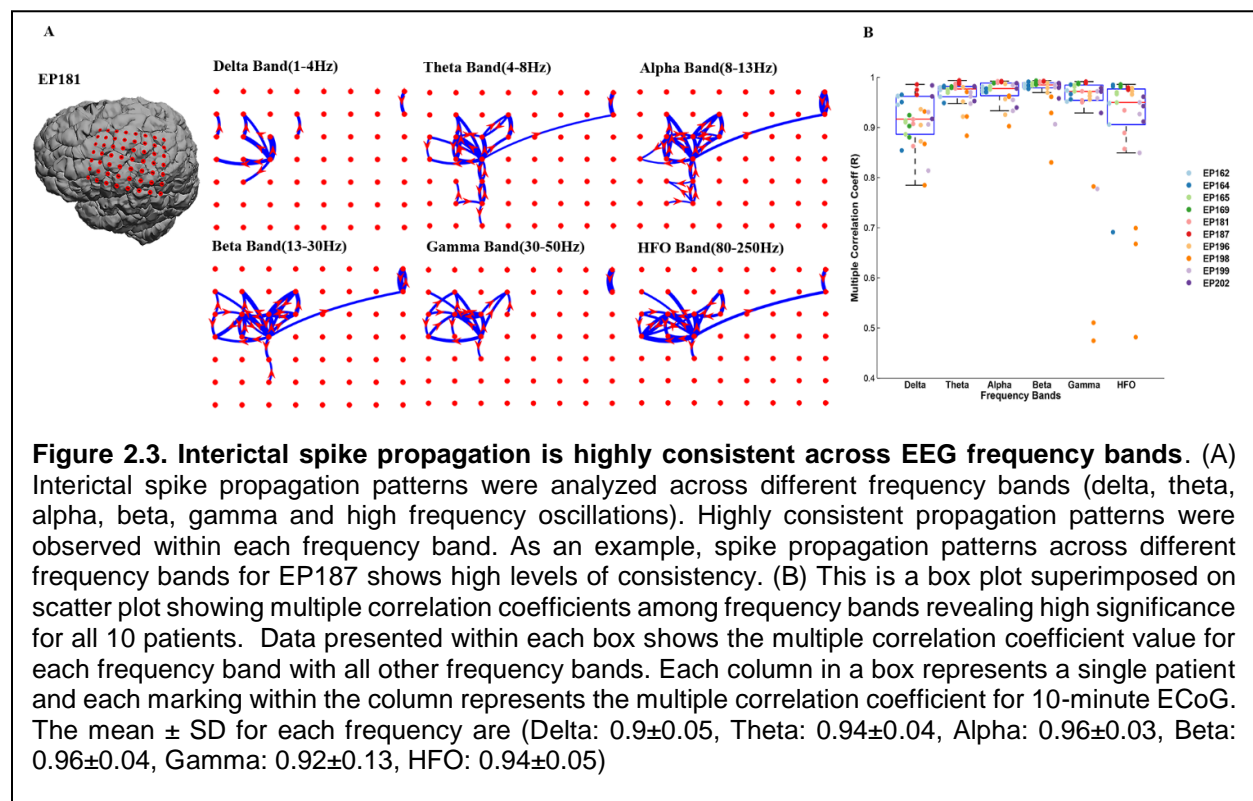 A
B
EP181
Delta Band(1-4Hz)
Theta Band(4-8Hz)
Alpha Band(8-13Hz)
Beta Band(13-30Hz)
Gamma Band(30-50Hz)
HFO Band(80-250Hz)
Multiple Correlation Coeff (R)
1
0.9
0.8
0.7
0.6
0.5
0.4
Delta
Theta
Alpha
Beta
Gamma
HFO
Frequency Bands
EP162
EP164
EP165
EP169
EP181
EP187
EP196
EP198
EP199
EP202
Figure 2.3. Interictal spike propagation is highly consistent across EEG frequency bands. (A)
Interictal spike propagation patterns were analyzed across different frequency bands (delta, theta,
alpha, beta, gamma and high frequency oscillations). Highly consistent propagation patterns were
observed within each frequency band. As an example, spike propagation patterns across different
frequency bands for EP187 shows high levels of consistency. (B) This is a box plot superimposed on
scatter plot showing multiple correlation coefficients among frequency bands revealing high significance
for all 10 patients. Data presented within each box shows the multiple correlation coefficient value for
each frequency band with all other frequency bands. Each column in a box represents a single patient
and each marking within the column represents the multiple correlation coefficient for 10-minute ECoG.
The mean ± SD for each frequency are (Delta: 0.9±0.05, Theta: 0.94±0.04, Alpha: 0.96±0.03, Beta:
0.96±0.04, Gamma: 0.92±0.13, HFO: 0.94±0.05)